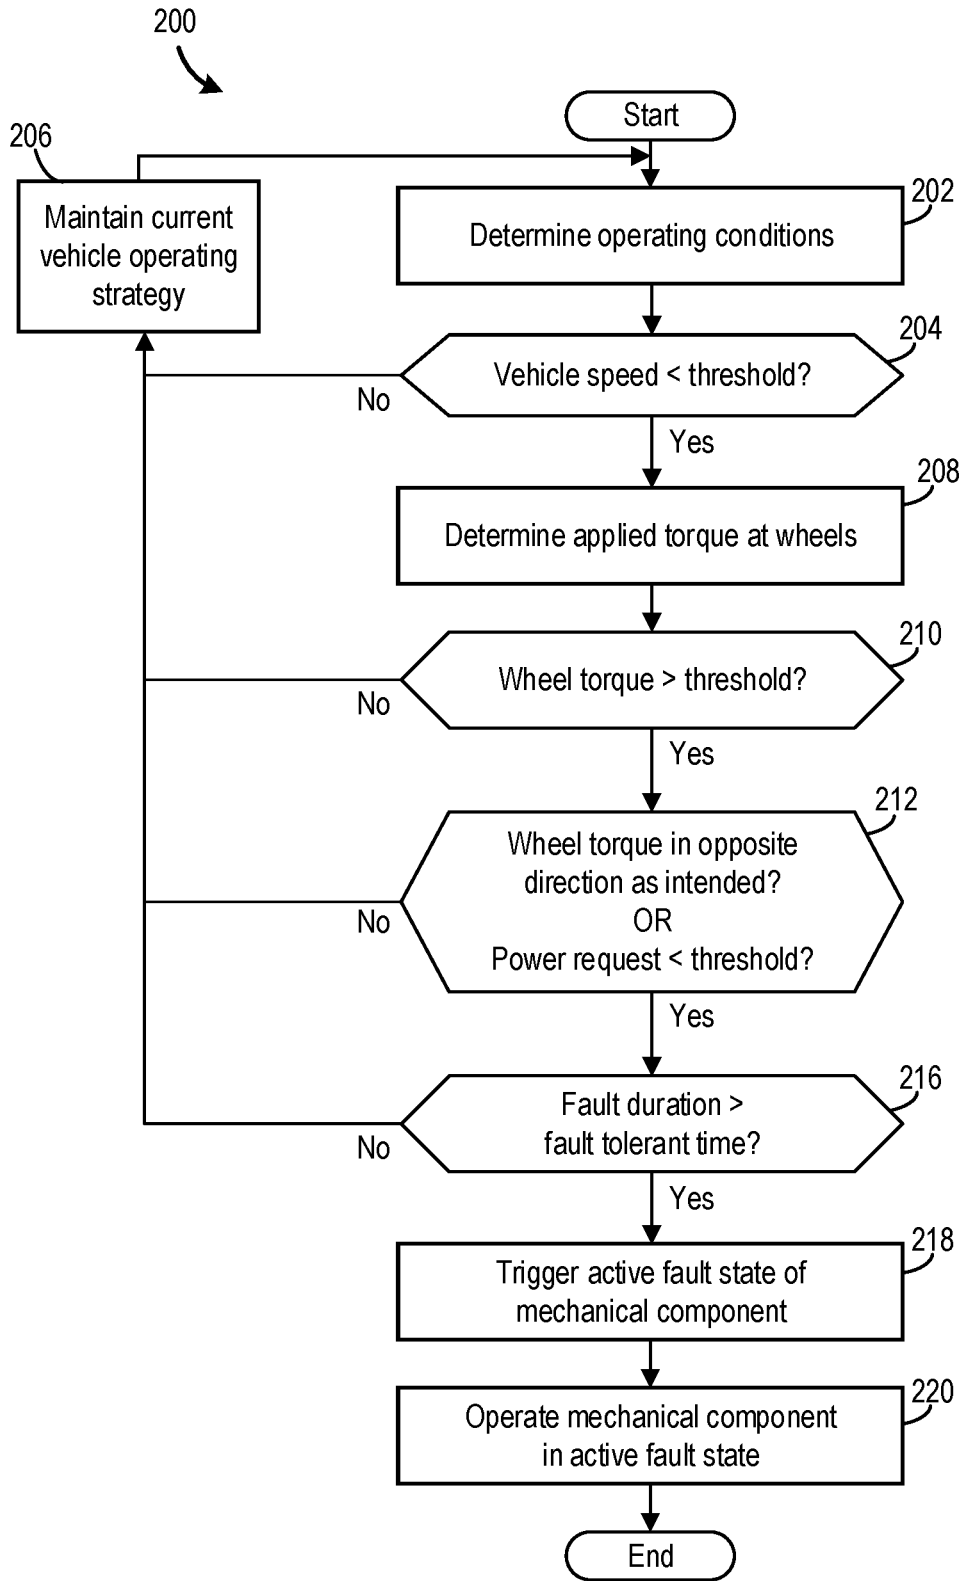 200
Start
206
Maintain current
vehicle operating
strategy
202
Determine operating conditions
204
Vehicle speed < threshold?
No
Yes
208
Determine applied torque at wheels
210
Wheel torque > threshold?
No
Yes
212
Wheel torque in opposite
direction as intended?
OR
Power request < threshold?
No
Yes
216
Fault duration >
fault tolerant time?
No
Yes
218
Trigger active fault state of
mechanical component
220
Operate mechanical component
in active fault state
End